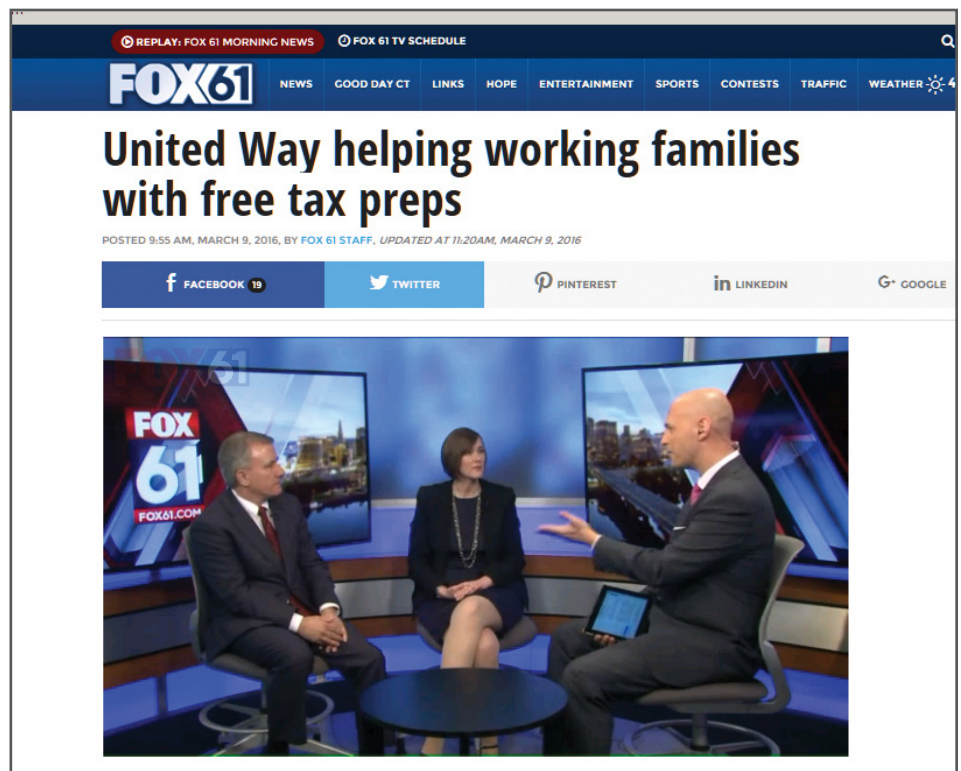 REPLAY: FOX 61 MORNING NEWS FOX 61 TV SCHEDULE
FOX61 NEWS GOOD DAY CT LINKS HOPE ENTERTAINMENT SPORTS CONTESTS TRAFFIC WEATHER 4
United Way helping working families
with free tax preps
POSTED 9:55 AM, MARCH 9, 2016, BY FOX 61 STAFF, UPDATED AT 11:20AM, MARCH 9, 2016
f FACEBOOK 19 TWITTER PINTEREST in LINKEDIN G+ GOOGLE
FOX61
FOX
61
FOX61.COM